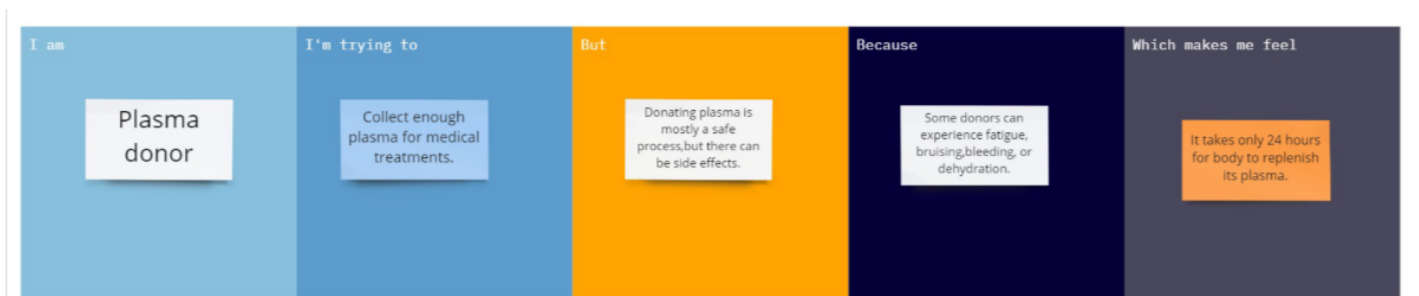 I am
Plasma
donor
I'm trying to
Collect enough
plasma for medical
treatments.
But
Donating plasma is
mostly a safe
process,but there can
be side effects.
Because
Some donors can
experience fatigue,
bruising,bleeding, or
dehydration.
Which makes me feel
It takes only 24 hours
for body to replenish
its plasma.